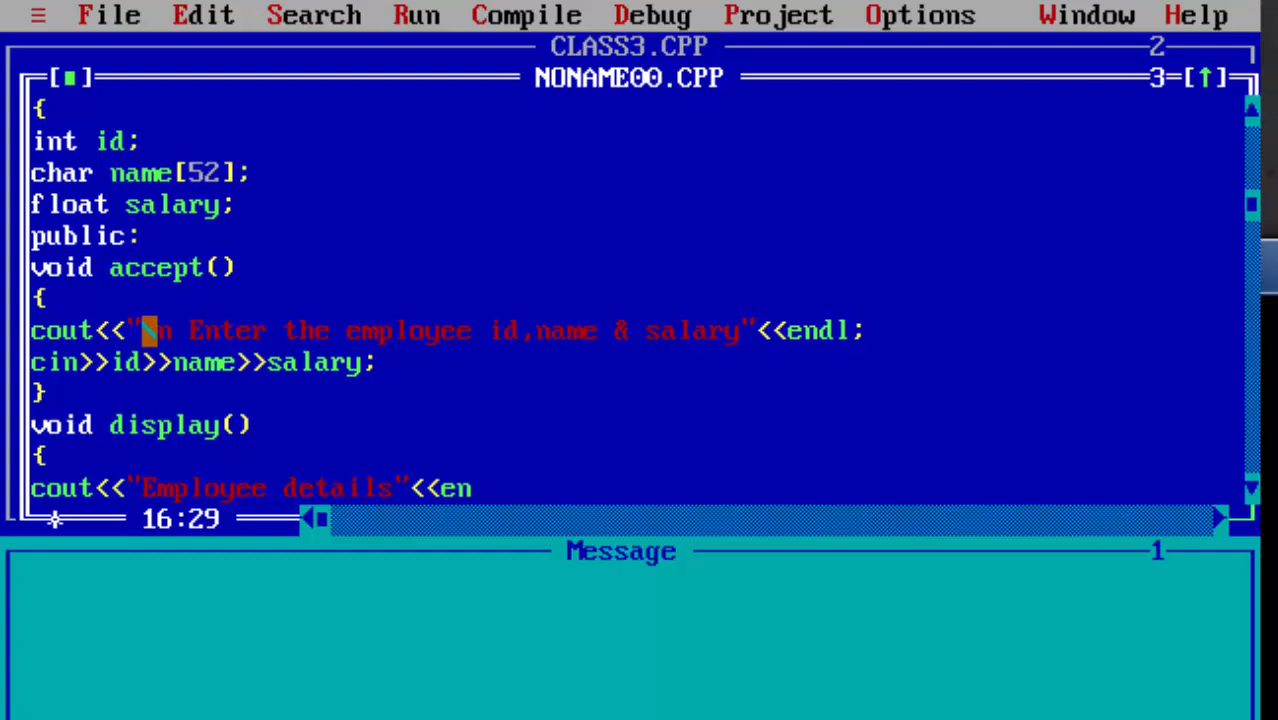 ≡ File Edit Search Run Compile Debug Project Options Window Help
CLASS3.CPP 2
[■] NONAME00.CPP 3=[↑]
{
int id;
char name[52];
float salary;
public:
void accept()
{
cout<<"\n Enter the employee id,name & salary"<<endl;
cin>>id>>name>>salary;
}
void display()
{
cout<<"Employee details"<<en
16:29
Message 1